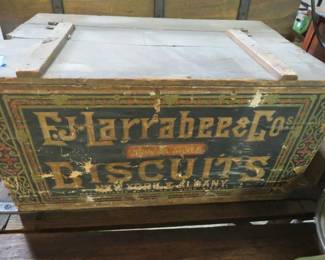 E.J. Larrabee & Co's
BISCUITS
NEW YORK & ALBANY